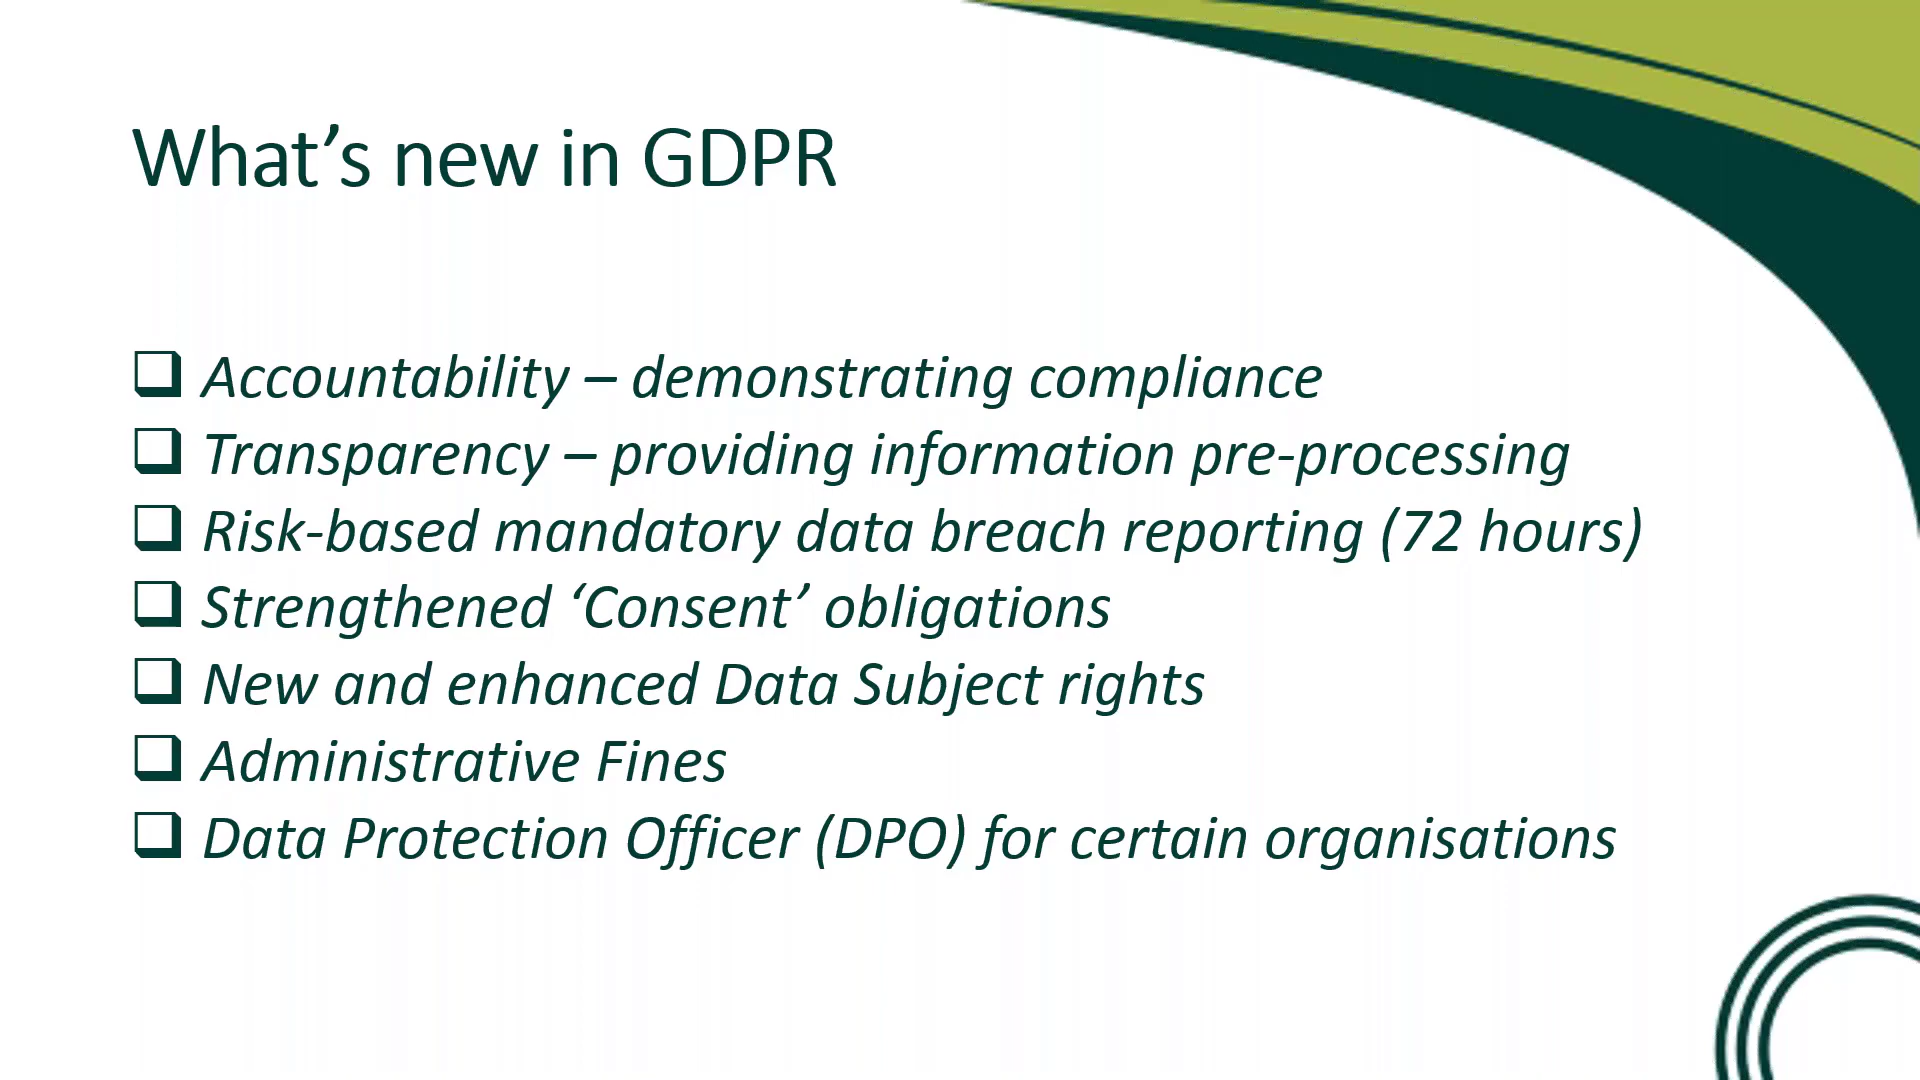 What’s new in GDPR
❑ Accountability – demonstrating compliance
❑ Transparency – providing information pre-processing
❑ Risk-based mandatory data breach reporting (72 hours)
❑ Strengthened ‘Consent’ obligations
❑ New and enhanced Data Subject rights
❑ Administrative Fines
❑ Data Protection Officer (DPO) for certain organisations